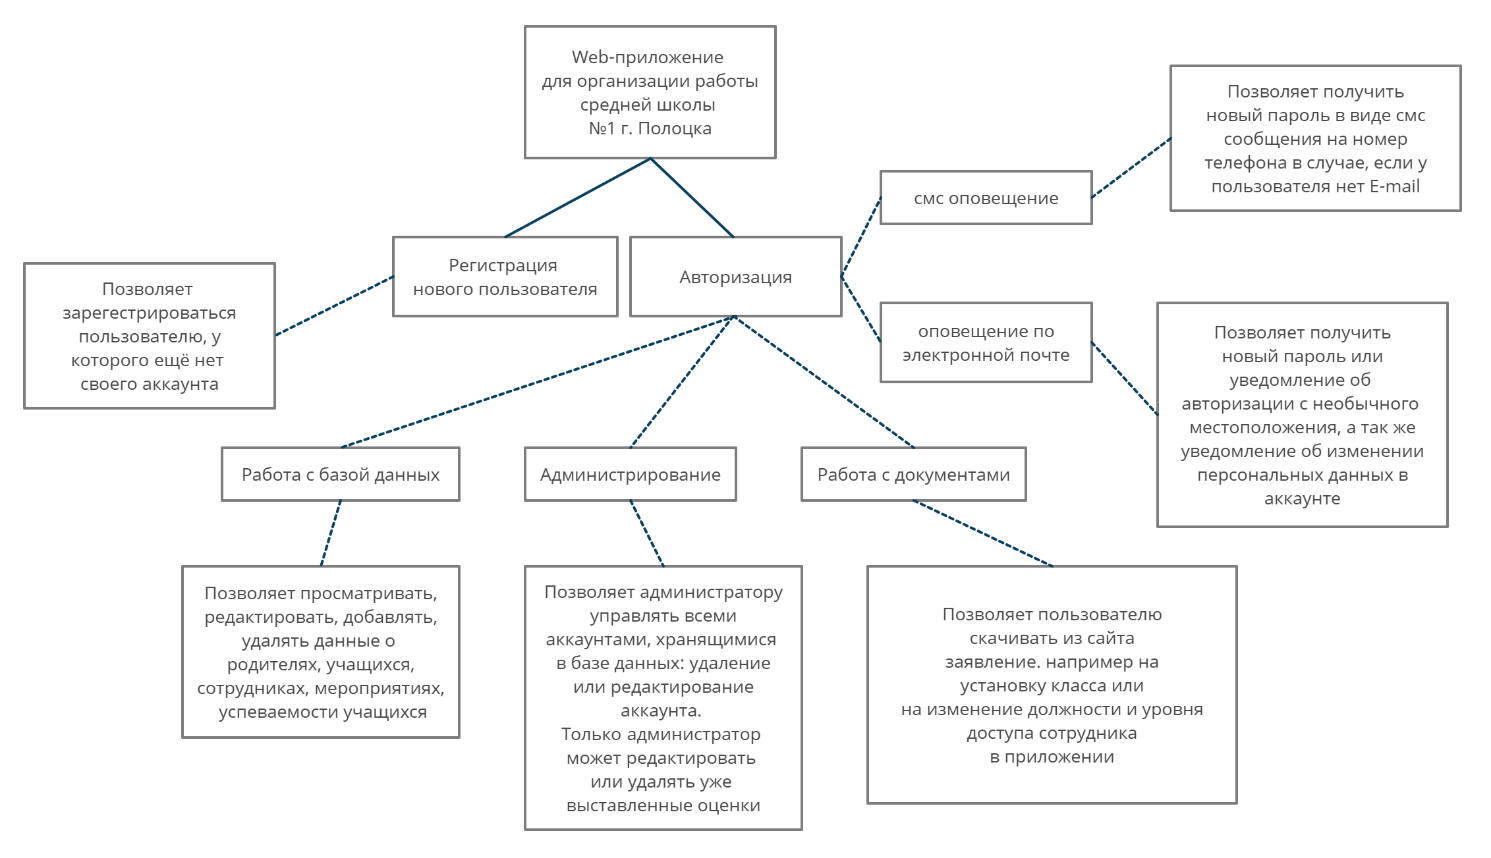 Web-приложение
для организации работы
средней школы
№1 г. Полоцка
Позволяет получить
новый пароль в виде смс
сообщения на номер
телефона в случае, если у
пользователя нет E-mail
смс оповещение
Регистрация
нового пользователя
Авторизация
Позволяет
зарегестрироваться
пользователю, у
которого ещё нет
своего аккаунта
оповещение по
электронной почте
Позволяет получить
новый пароль или
уведомление об
авторизации с необычного
местоположения, а так же
уведомление об изменении
персональных данных в
аккаунте
Работа с базой данных
Администрирование
Работа с документами
Позволяет просматривать,
редактировать, добавлять,
удалять данные о
родителях, учащихся,
сотрудниках, мероприятиях,
успеваемости учащихся
Позволяет администратору
управлять всеми
аккаунтами, хранящимися
в базе данных: удаление
или редактирование
аккаунта.
Только администратор
может редактировать
или удалять уже
выставленные оценки
Позволяет пользователю
скачивать из сайта
заявление. например на
установку класса или
на изменение должности и уровня
доступа сотрудника
в приложении